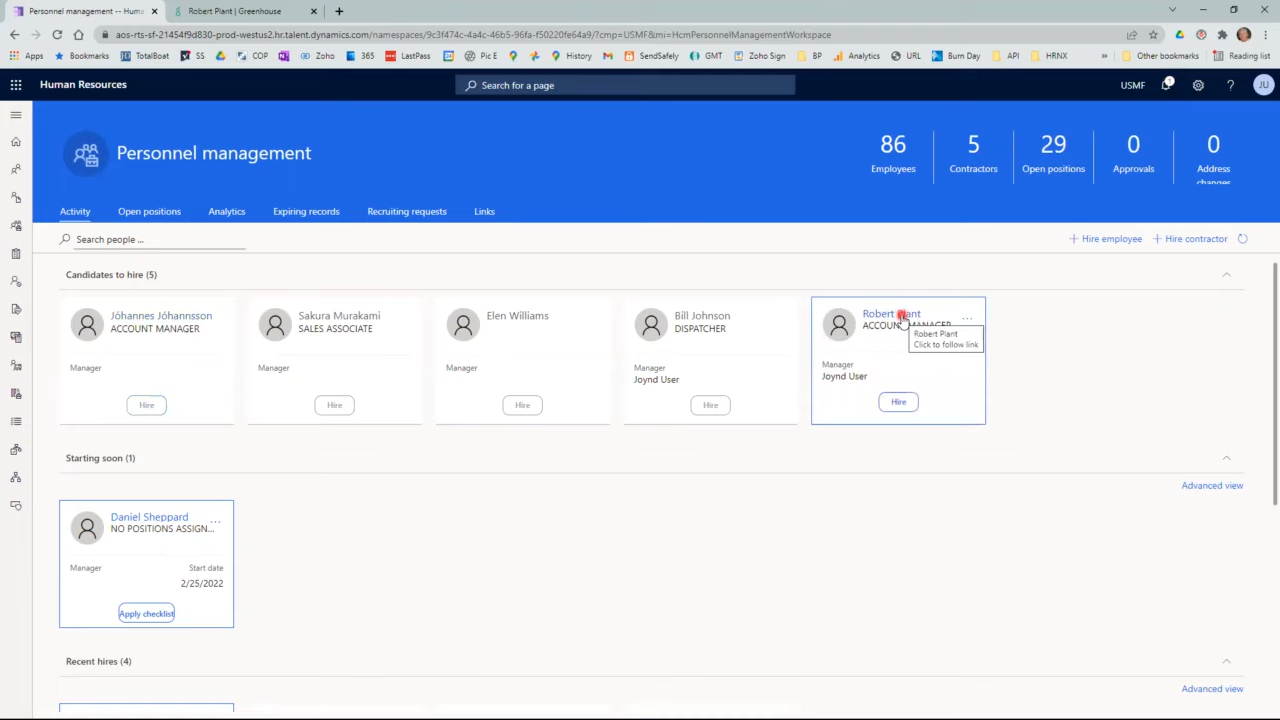 Personnel management -- Huma
Robert Plant | Greenhouse
aos-rts-sf-21454f9d830-prod-westus2.hr.talent.dynamics.com/namespaces/9c3f474c-4a4c-46b5-96fa-f50220fe64a9/?cmp=USMF&mi=HcmPersonnelManagementWorkspace
Apps Bookmarks TotalBoat SS COP Zoho 365 LastPass Pic E History M SendSafely GMT Zoho Sign BP Analytics URL Burn Day API HRNX » Other bookmarks Reading list
Human Resources
Search for a page
USMF
1
?
JU
Personnel management
86 5 29 0 0
Employees Contractors Open positions Approvals Address changes
Activity Open positions Analytics Expiring records Recruiting requests Links
Search people ...
+ Hire employee + Hire contractor
Candidates to hire (5)
Jóhannes Jóhannsson
ACCOUNT MANAGER
Manager
Hire
Sakura Murakami
SALES ASSOCIATE
Manager
Hire
Elen Williams
Manager
Hire
Bill Johnson
DISPATCHER
Manager
Joynd User
Hire
Robert Plant ...
ACCOUNT MANAGER
Robert Plant
Click to follow link
Manager
Joynd User
Hire
Starting soon (1)
Advanced view
Daniel Sheppard ...
NO POSITIONS ASSIGN...
Manager Start date
2/25/2022
Apply checklist
Recent hires (4)
Advanced view